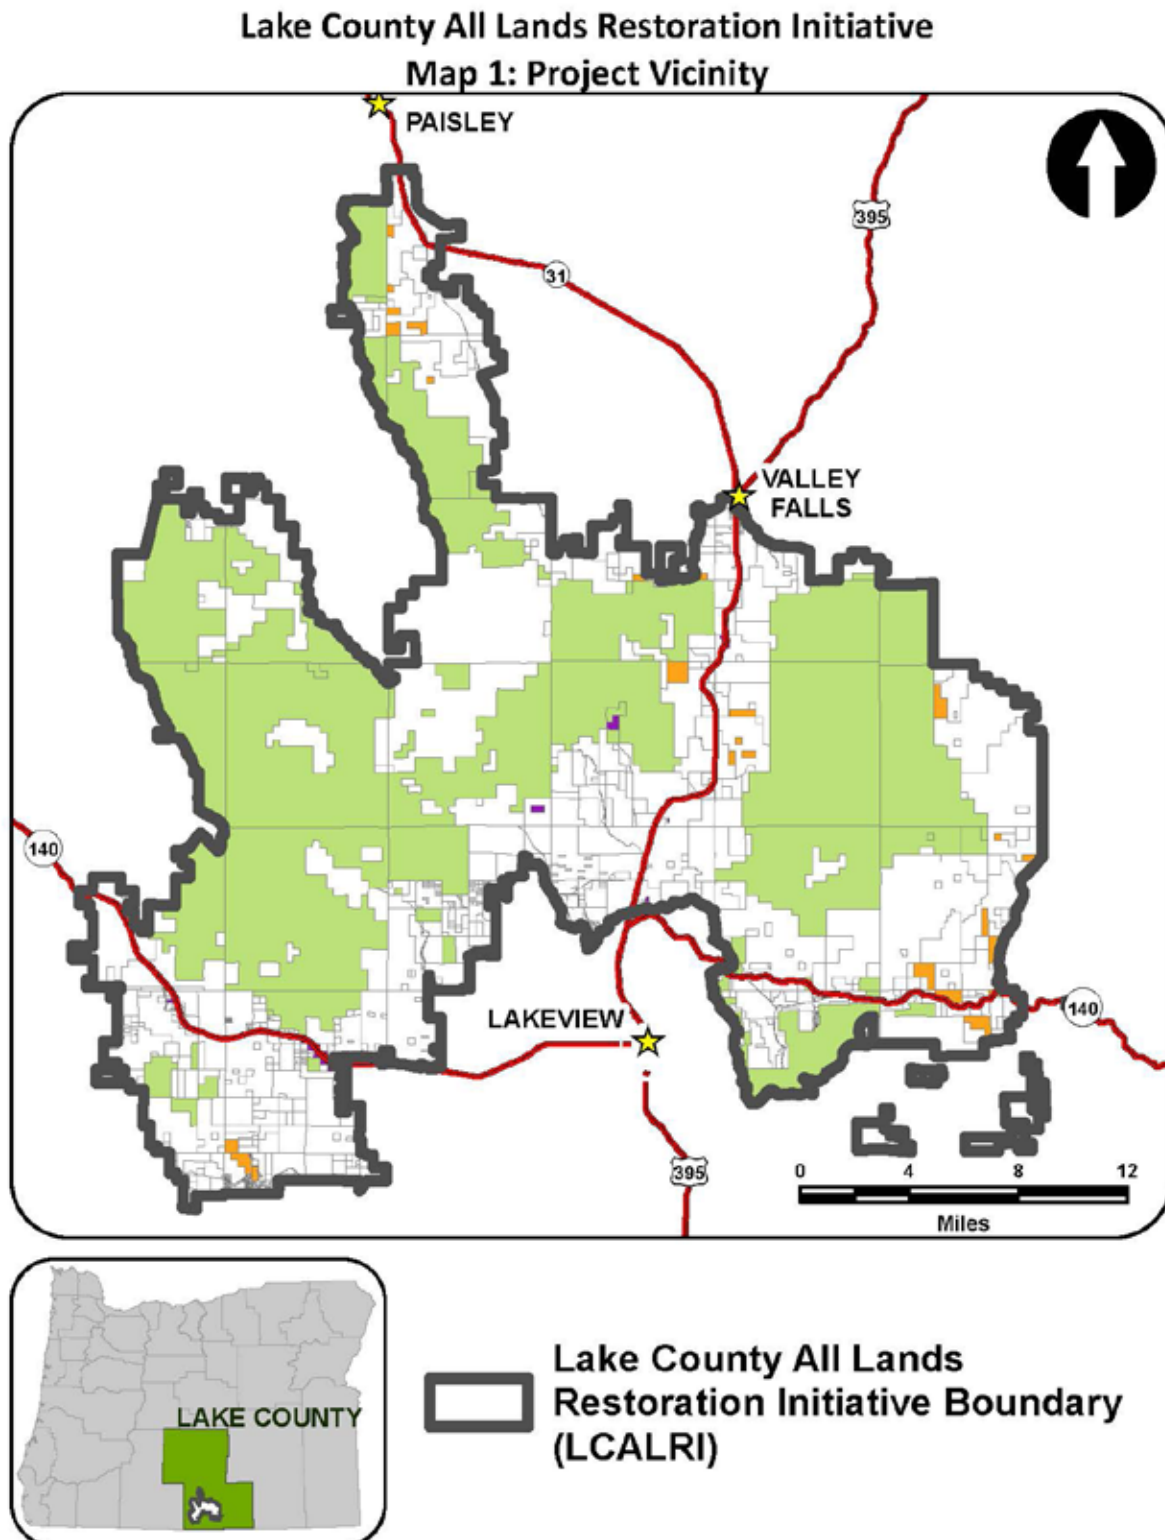 Lake County All Lands Restoration Initiative
Map 1: Project Vicinity
PAISLEY
395
31
VALLEY
FALLS
140
140
LAKEVIEW
395
0 4 8 12
Miles
LAKE COUNTY
Lake County All Lands
Restoration Initiative Boundary
(LCALRI)